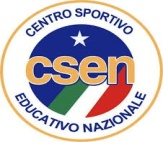 CENTRO SPORTIVO
csen
EDUCATIVO NAZIONALE